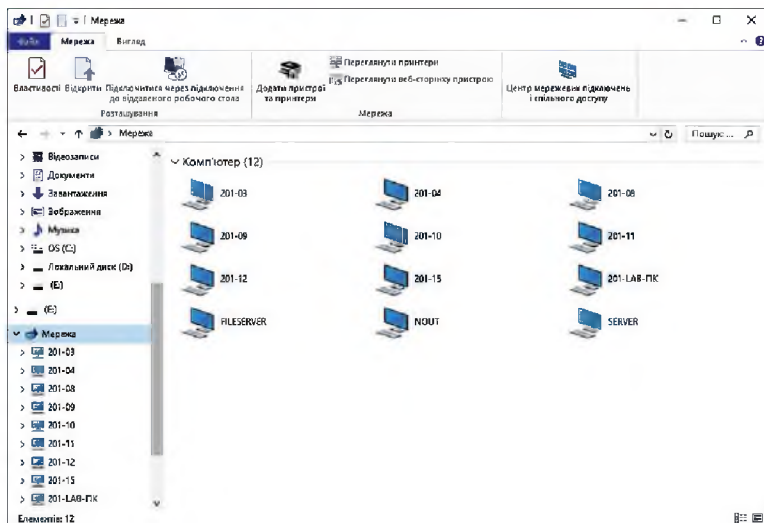 Мережа
Файл Мережа Вигляд
Властивості Відкрити Підключитися через підключення до віддаленого робочого стола
Розташування
Додати пристрої та принтери
Переглянути принтери
Переглянути веб-сторінку пристрою
Мережа
Центр мережевих підключень і спільного доступу
Мережа
Пошук: ...
Відеозаписи
Документи
Завантаження
Зображення
Музика
OS (C:)
Локальний диск (D:)
(E:)
(E:)
Мережа
201-03
201-04
201-08
201-09
201-10
201-11
201-12
201-15
201-LAB-ПК
Комп'ютер (12)
201-03 201-04 201-08
201-09 201-10 201-11
201-12 201-15 201-LAB-ПК
FILESERVER NOUT SERVER
Елементів: 12